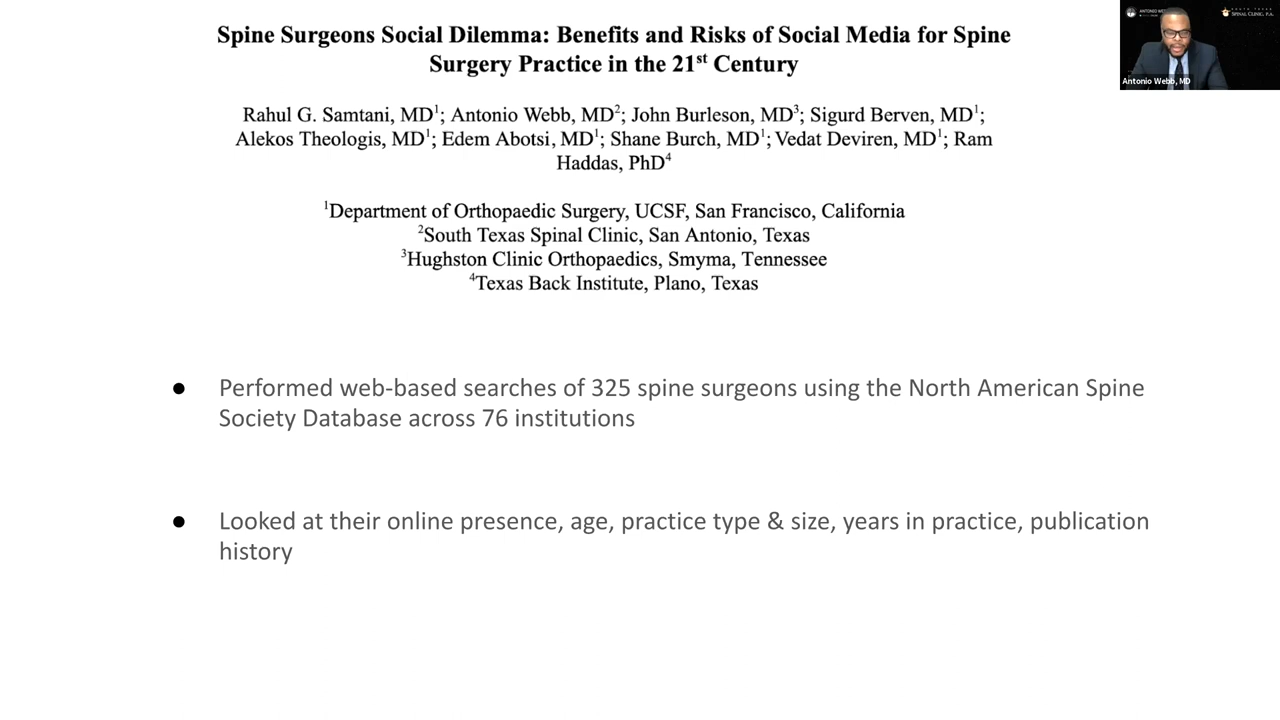 Spine Surgeons Social Dilemma: Benefits and Risks of Social Media for Spine
Surgery Practice in the 21st Century
Rahul G. Samtani, MD1; Antonio Webb, MD2; John Burleson, MD3; Sigurd Berven, MD1;
Alekos Theologis, MD1; Edem Abotsi, MD1; Shane Burch, MD1; Vedat Deviren, MD1; Ram
Haddas, PhD4
1Department of Orthopaedic Surgery, UCSF, San Francisco, California
2South Texas Spinal Clinic, San Antonio, Texas
3Hughston Clinic Orthopaedics, Smyma, Tennessee
4Texas Back Institute, Plano, Texas
● Performed web-based searches of 325 spine surgeons using the North American Spine
Society Database across 76 institutions
● Looked at their online presence, age, practice type & size, years in practice, publication
history
SPINAL CLINIC, P.A.
Antonio Webb, MD